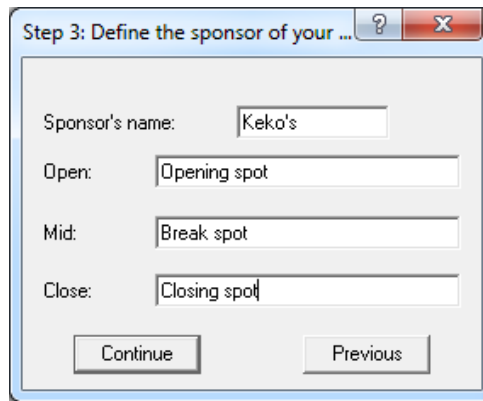 Step 3: Define the sponsor of your ...
Sponsor's name: Keko's
Open: Opening spot
Mid: Break spot
Close: Closing spot
Continue Previous